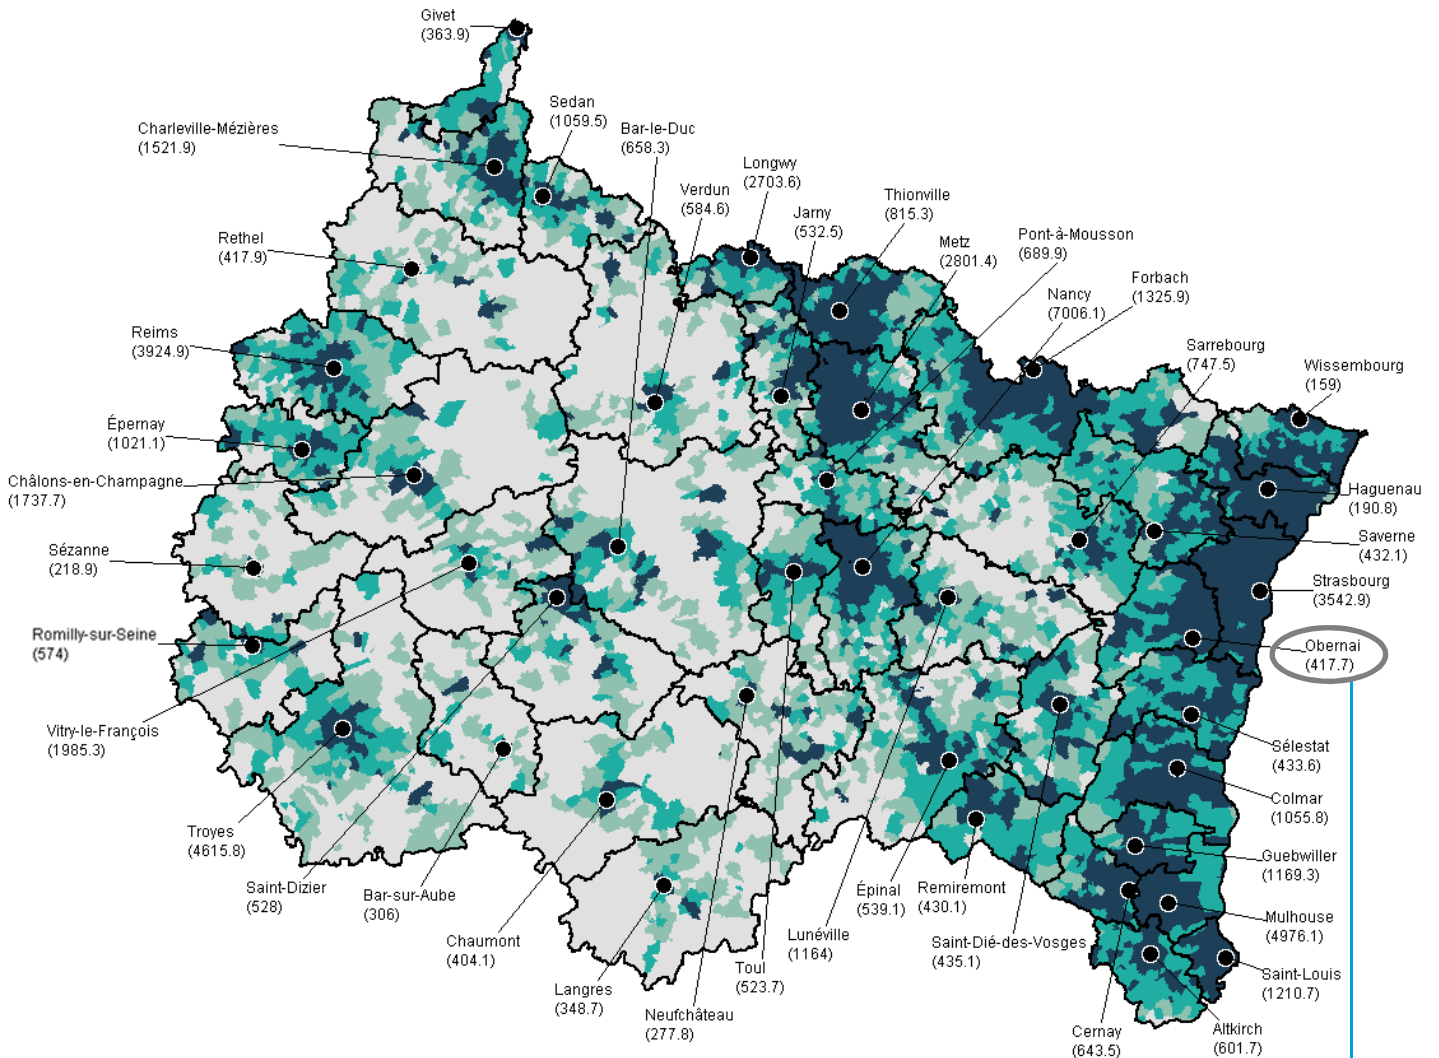 Givet
(363.9)
Sedan
(1059.5)
Charleville-Mézières
(1521.9)
Bar-le-Duc
(658.3)
Longwy
(2703.6)
Verdun
(584.6)
Thionville
(815.3)
Jarny
(532.5)
Pont-à-Mousson
(689.9)
Metz
(2801.4)
Rethel
(417.9)
Forbach
(1325.9)
Nancy
(7006.1)
Reims
(3924.9)
Sarrebourg
(747.5)
Wissembourg
(159)
Épernay
(1021.1)
Châlons-en-Champagne
(1737.7)
Haguenau
(190.8)
Saverne
(432.1)
Sézanne
(218.9)
Strasbourg
(3542.9)
Romilly-sur-Seine
(574)
Obernai
(417.7)
Vitry-le-François
(1985.3)
Sélestat
(433.6)
Colmar
(1055.8)
Troyes
(4615.8)
Guebwiller
(1169.3)
Saint-Dizier
(528)
Bar-sur-Aube
(306)
Épinal
(539.1)
Remiremont
(430.1)
Mulhouse
(4976.1)
Chaumont
(404.1)
Lunéville
(1164)
Saint-Dié-des-Vosges
(435.1)
Toul
(523.7)
Saint-Louis
(1210.7)
Langres
(348.7)
Neufchâteau
(277.8)
Cernay
(643.5)
Altkirch
(601.7)